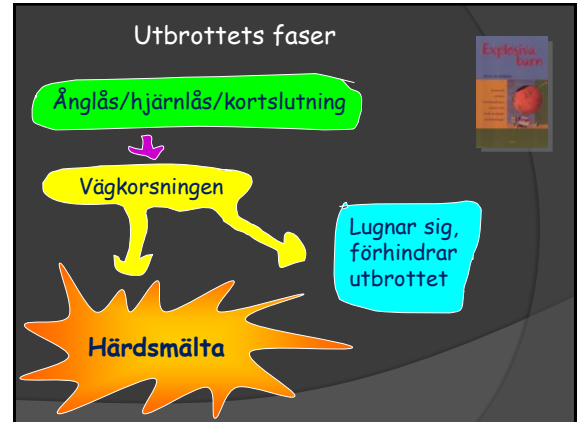 Utbrottets faser
Explosiva
barn
Ånglås/hjärnlås/kortslutning
Vägkorsningen
Lugnar sig,
förhindrar
utbrottet
Härdsmälta